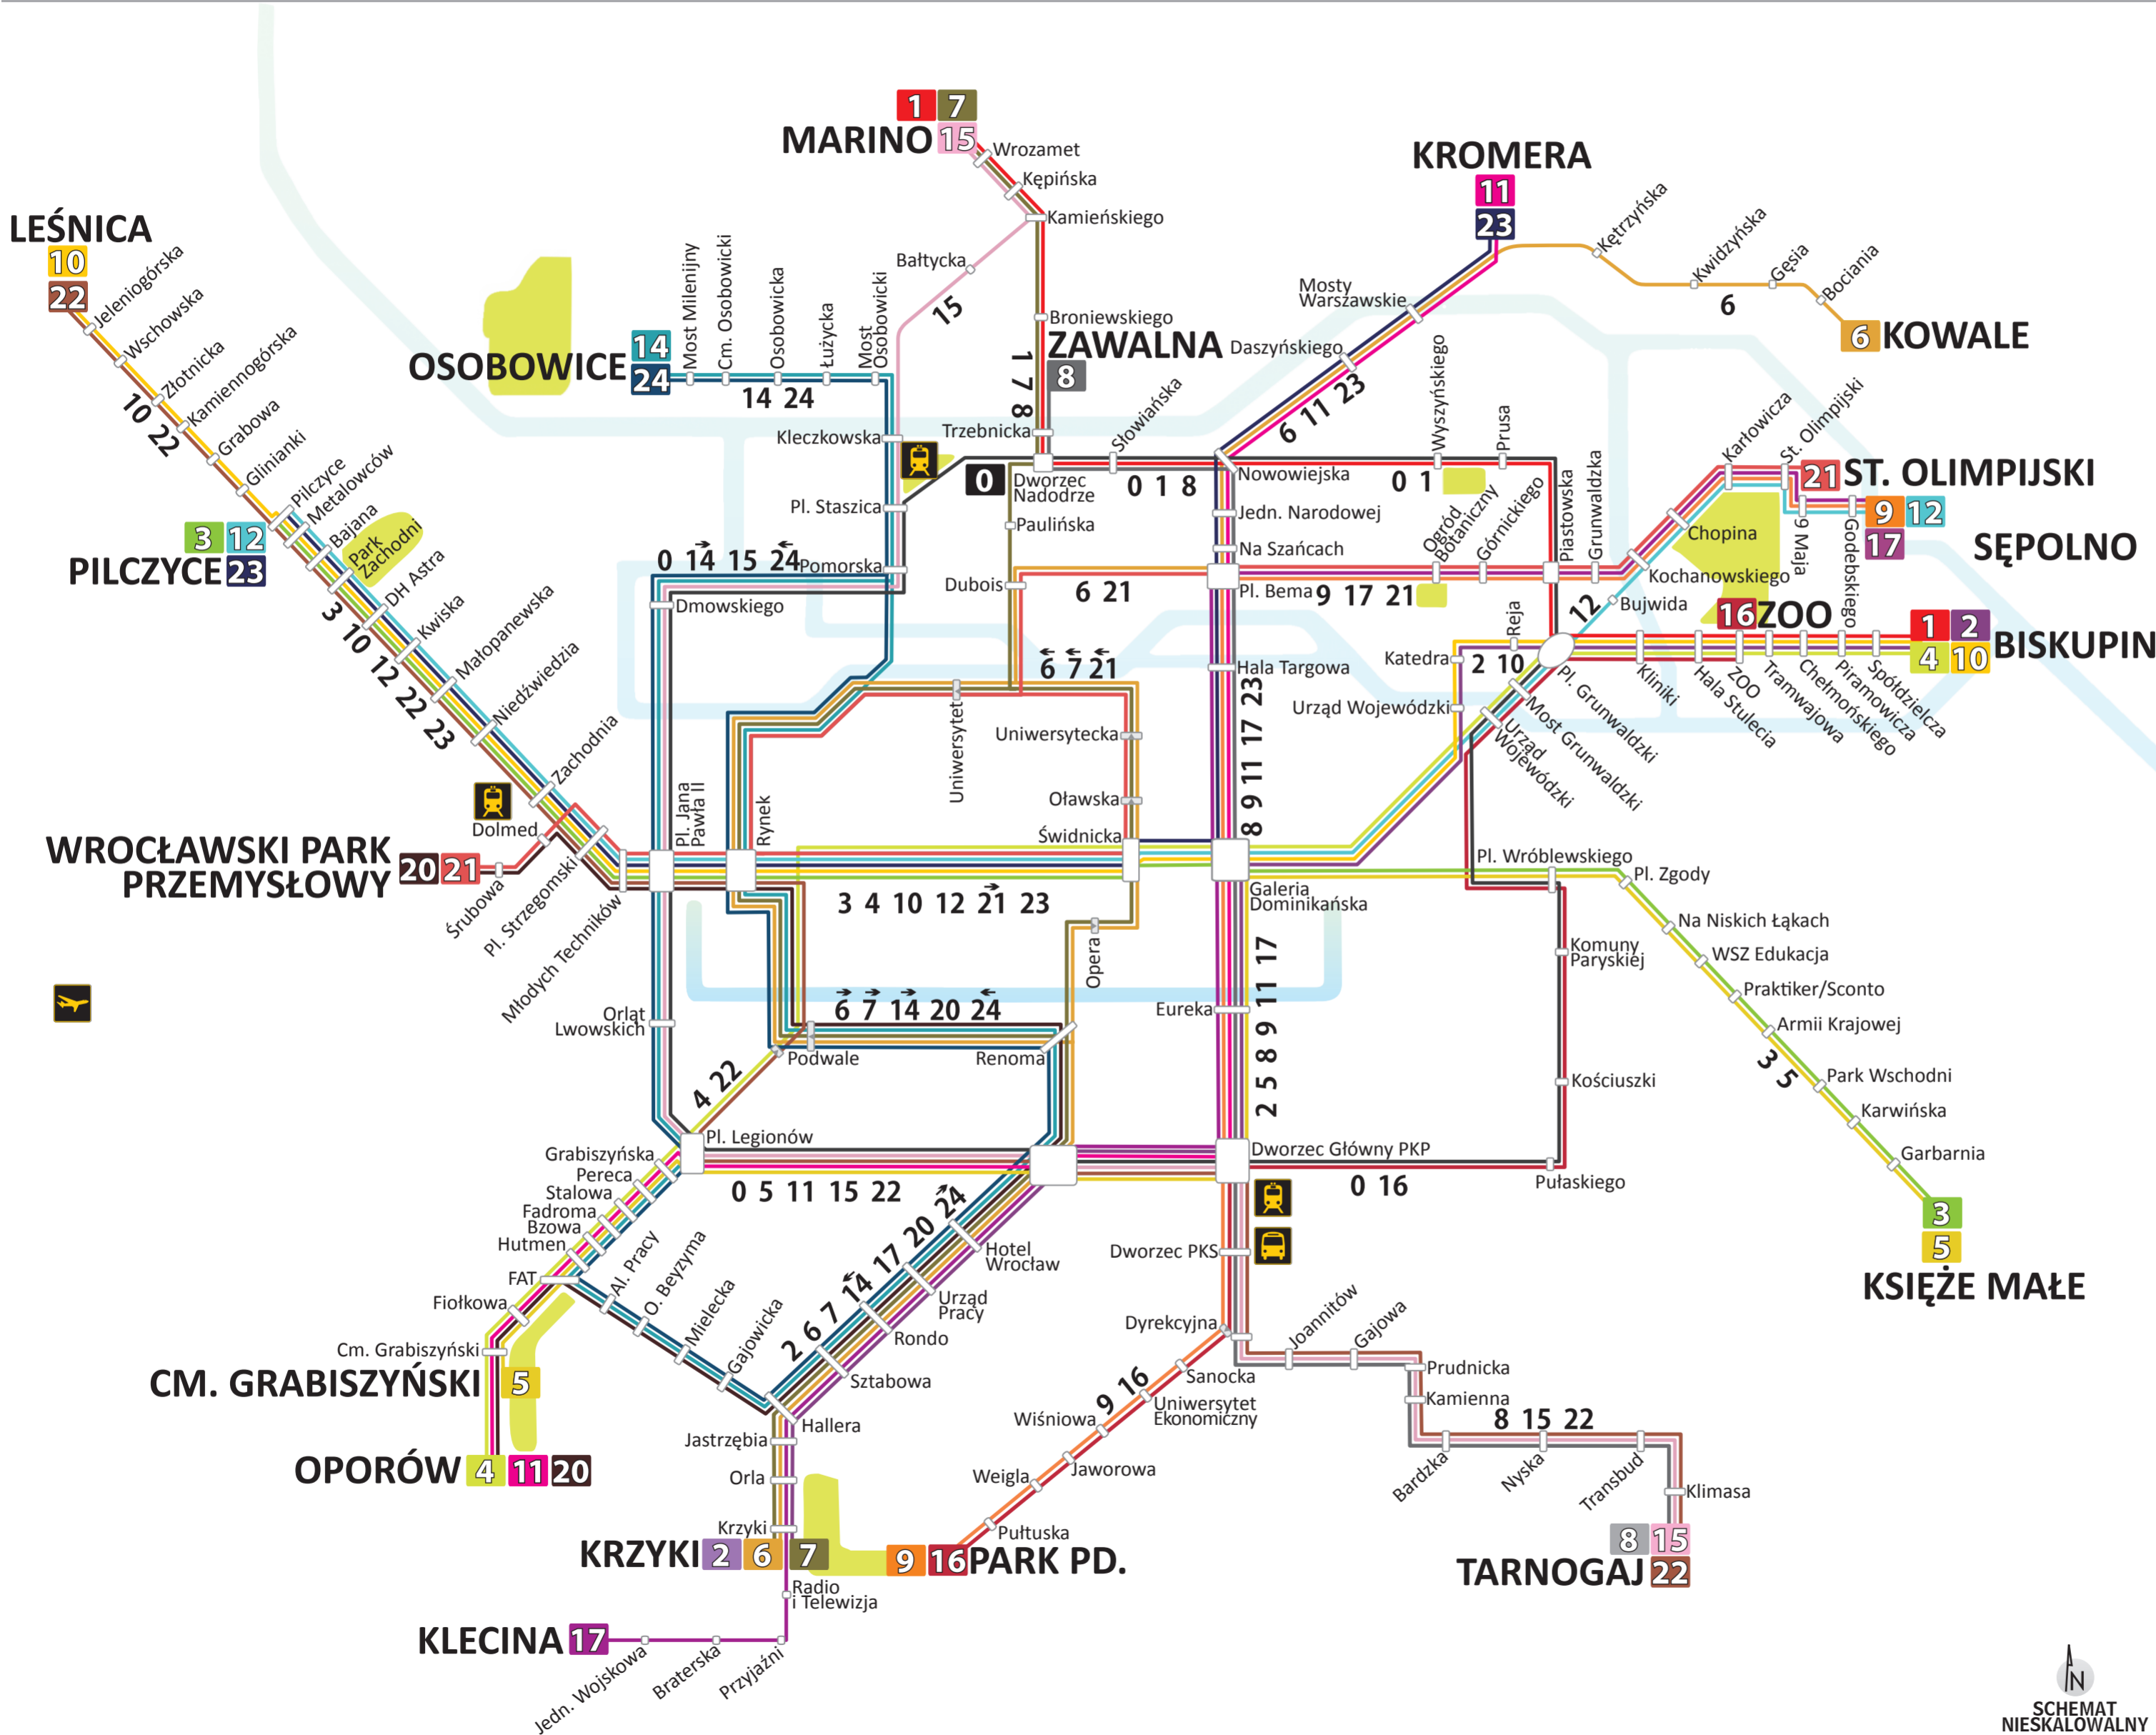 1 7
MARINO 15
Wrozamet
Kępińska
Kamieńskiego
Bałtycka
15
Broniewskiego
1 7 8
ZAWALNA
8
Trzebnicka
Słowiańska
KROMERA
11
23
Kętrzyńska
Kwidzyńska
Gęsia
Bociania
6
6 KOWALE
Mosty
Warszawskie
Daszyńskiego
6 11 23
LEŚNICA
10
22
Jeleniogórska
Wschowska
Złotnicka
Kamiennogórska
Grabowa
Glinianki
10 22
Pilczyce
Metalowców
Bajana
Park
Zachodni
DH Astra
Kwiska
Małopanewska
Niedźwiedzia
Zachodnia
3 12
PILCZYCE 23
3 10 12 22 23
14
OSOBOWICE 24
Most Milenijny
Cm. Osobowicki
Osobowicka
Łużycka
Most
Osobowicki
14 24
Kleczkowska
Pl. Staszica
Pomorska
0 14 15 24
Dmowskiego
0
Dworzec
Nadodrze
Paulińska
Dubois
0 1 8
Nowowiejska
Jedn. Narodowej
Na Szańcach
Pl. Bema
6 21
6 7 21
0 1
Wyszyńskiego
Prusa
Ogród
Botaniczny
Górnickiego
Piastowska
Grunwaldzka
9 17 21
Karłowicza
St. Olimpijski
21 ST. OLIMPIJSKI
9 12
17 SĘPOLNO
9 Maja
Godebskiego
Chopina
Kochanowskiego
Bujwida
12
16 ZOO
1 2
4 10 BISKUPIN
Reja
Katedra
2 10
Urząd Wojewódzki
Pl. Grunwaldzki
Most Grunwaldzki
Urząd
Wojewódzki
Kliniki
Hala Stulecia
ZOO
Tramwajowa
Chełmońskiego
Piramowicza
Spółdzielcza
Hala Targowa
8 9 11 17 23
Uniwersytet
Uniwersytecka
Oławska
Świdnicka
Pl. Jana
Pawła II
Rynek
Dolmed
WROCŁAWSKI PARK
PRZEMYSŁOWY
20 21
Śrubowa
Pl. Strzegomski
Młodych Techników
3 4 10 12 21 23
Galeria
Dominikańska
Pl. Wróblewskiego
Pl. Zgody
Na Niskich Łąkach
WSZ Edukacja
Praktiker/Sconto
Armii Krajowej
Park Wschodni
Karwińska
Garbarnia
3 5
3
5
KSIĘŻE MAŁE
Komuny
Paryskiej
Kościuszki
Pułaskiego
0 16
Opera
Eureka
2 5 8 9 11 17
6 7 14 20 24
Podwale
Renoma
Orląt
Lwowskich
4 22
Pl. Legionów
Dworzec Główny PKP
0 5 11 15 22
Grabiszyńska
Pereca
Stalowa
Fadroma
Bzowa
Hutmen
FAT
Fiołkowa
Cm. Grabiszyński
CM. GRABISZYŃSKI 5
OPORÓW 4 11 20
Al. Pracy
O. Beyzyma
Mielecka
Gajowicka
2 6 7 14 17 20 24
Hotel
Wrocław
Urząd
Pracy
Rondo
Sztabowa
Hallera
Jastrzębia
Orla
Krzyki
KRZYKI 2 6 7
Radio
i Telewizja
KLECINA 17
Jedn. Wojskowa
Braterska
Przyjaźni
Dworzec PKS
Dyrekcyjna
Sanocka
Uniwersytet
Ekonomiczny
9 16
Wiśniowa
Jaworowa
Weigla
Pułtuska
9 16 PARK PD.
Joannitów
Gajowa
Prudnicka
Kamienna
8 15 22
Bardzka
Nyska
Transbud
Klimasa
8 15
TARNOGAJ 22
N
SCHEMAT
NIESKALOWALNY